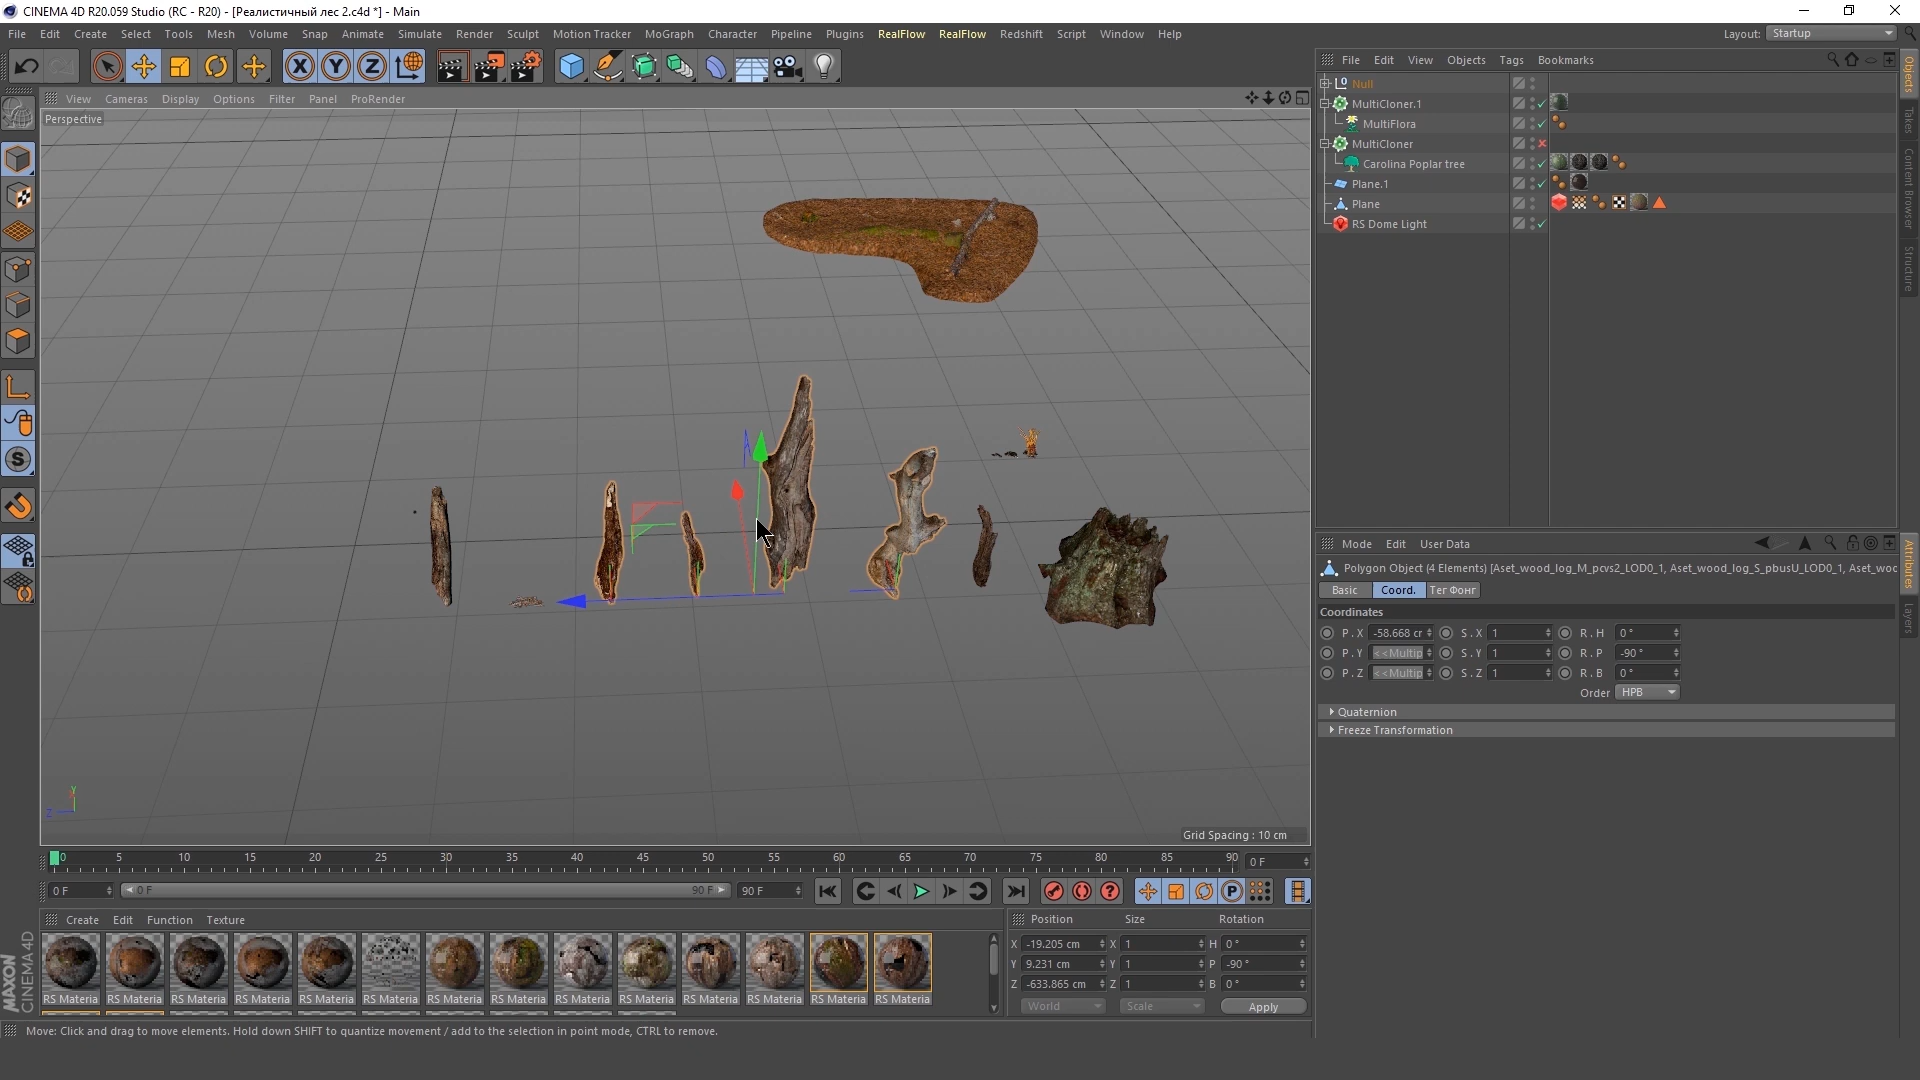 CINEMA 4D R20.059 Studio (RC - R20) - [Реалистичный лес 2.c4d *] - Main
File Edit Create Select Tools Mesh Volume Snap Animate Simulate Render Sculpt Motion Tracker MoGraph Character Pipeline Plugins RealFlow RealFlow Redshift Script Window Help Layout: Startup
File Edit View Objects Tags Bookmarks
View Cameras Display Options Filter Panel ProRender
Perspective
Null
MultiCloner.1
MultiFlora
MultiCloner
Carolina Poplar tree
Plane.1
Plane
RS Dome Light
Objects
Takes
Content Browser
Structure
Mode Edit User Data
Polygon Object (4 Elements) [Aset_wood_log_M_pcvs2_LOD0_1, Aset_wood_log_S_pbusU_LOD0_1, Aset_woc
Basic Coord. Тег Фонг
Coordinates
P . X -58.668 cr S . X 1 R . H 0 °
P . Y <<Multip S . Y 1 R . P -90 °
P . Z <<Multip S . Z 1 R . B 0 °
Order HPB
Quaternion
Freeze Transformation
Attributes
Layers
Y
Z
Grid Spacing : 10 cm
0 5 10 15 20 25 30 35 40 45 50 55 60 65 70 75 80 85 90 0 F
0 F 0 F 90 F 90 F
Create Edit Function Texture
RS Materia RS Materia RS Materia RS Materia RS Materia RS Materia RS Materia RS Materia RS Materia RS Materia RS Materia RS Materia RS Materia RS Materia
Position Size Rotation
X -19.205 cm X 1 H 0 °
Y 9.231 cm Y 1 P -90 °
Z -633.865 cm Z 1 B 0 °
World Scale Apply
MAXON
CINEMA 4D
Move: Click and drag to move elements. Hold down SHIFT to quantize movement / add to the selection in point mode, CTRL to remove.